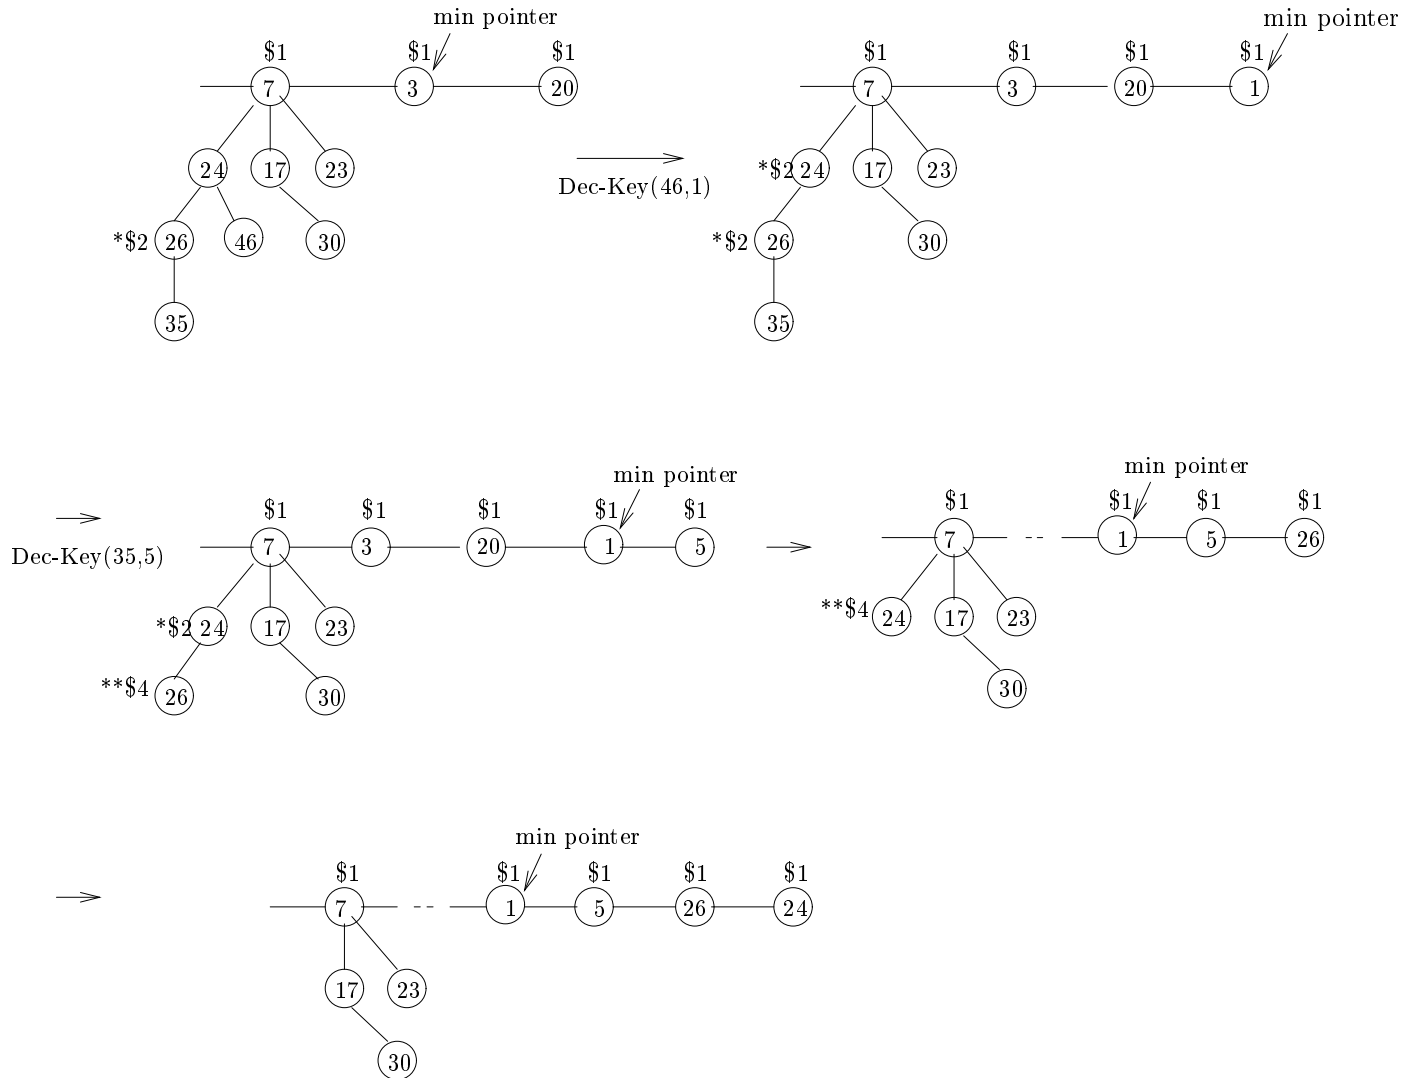 min pointer
$1 $1 $1
7 3 20
24 17 23
*$2 26 46 30
35
Dec-Key(46,1)
min pointer
$1 $1 $1 $1
7 3 20 1
*$2 24 17 23
*$2 26 30
35
Dec-Key(35,5)
min pointer
$1 $1 $1 $1 $1
7 3 20 1 5
*$2 24 17 23
**$4 26 30
min pointer
$1 $1 $1 $1
7 -- 1 5 26
**$4 24 17 23
30
min pointer
$1 $1 $1 $1 $1
7 -- 1 5 26 24
17 23
30